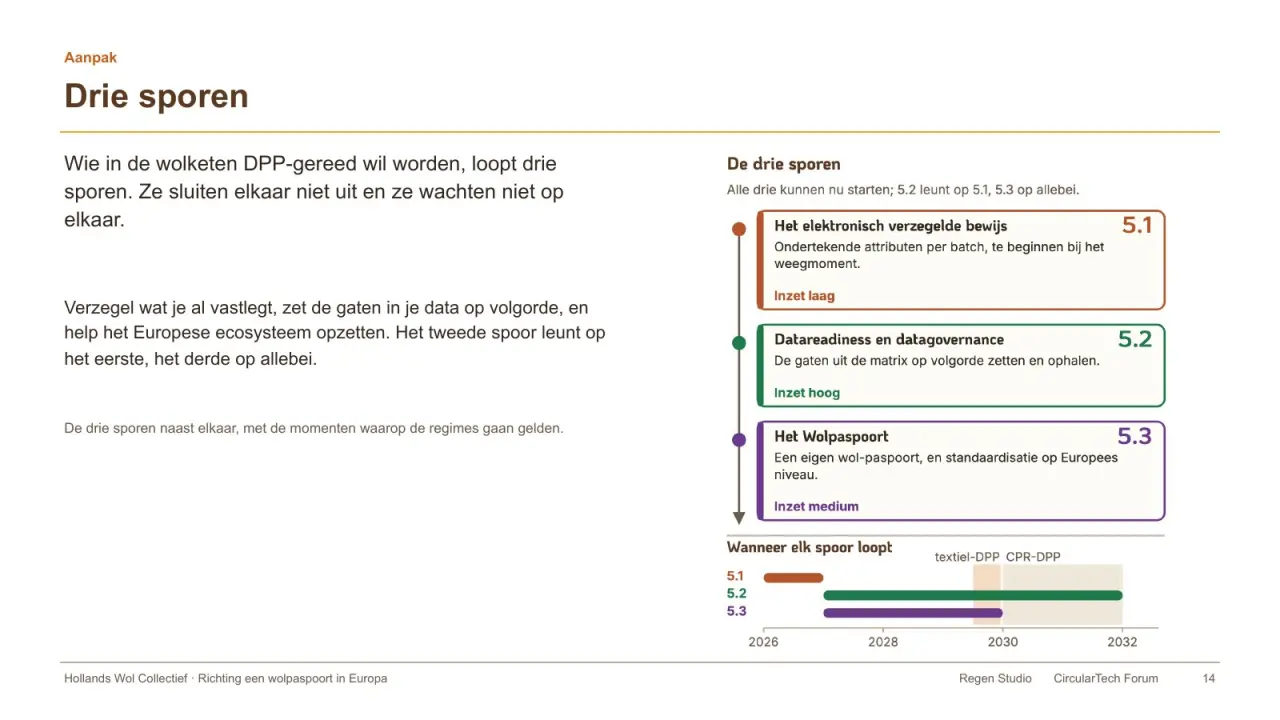 Aanpak
Drie sporen
Wie in de wolketen DPP-gereed wil worden, loopt drie
sporen. Ze sluiten elkaar niet uit en ze wachten niet op
elkaar.
Verzegel wat je al vastlegt, zet de gaten in je data op volgorde, en
help het Europese ecosysteem opzetten. Het tweede spoor leunt op
het eerste, het derde op allebei.
De drie sporen naast elkaar, met de momenten waarop de regimes gaan gelden.
De drie sporen
Alle drie kunnen nu starten; 5.2 leunt op 5.1, 5.3 op allebei.
Het elektronisch verzegelde bewijs
5.1
Ondertekende attributen per batch, te beginnen bij het
weegmoment.
Inzet laag
Datareadiness en datagovernance
5.2
De gaten uit de matrix op volgorde zetten en ophalen.
Inzet hoog
Het Wolpaspoort
5.3
Een eigen wol-paspoort, en standaardisatie op Europees
niveau.
Inzet medium
Wanneer elk spoor loopt
textiel-DPP CPR-DPP
5.1
5.2
5.3
2026 2028 2030 2032
Hollands Wol Collectief · Richting een wolpaspoort in Europa
Regen Studio CircularTech Forum 14